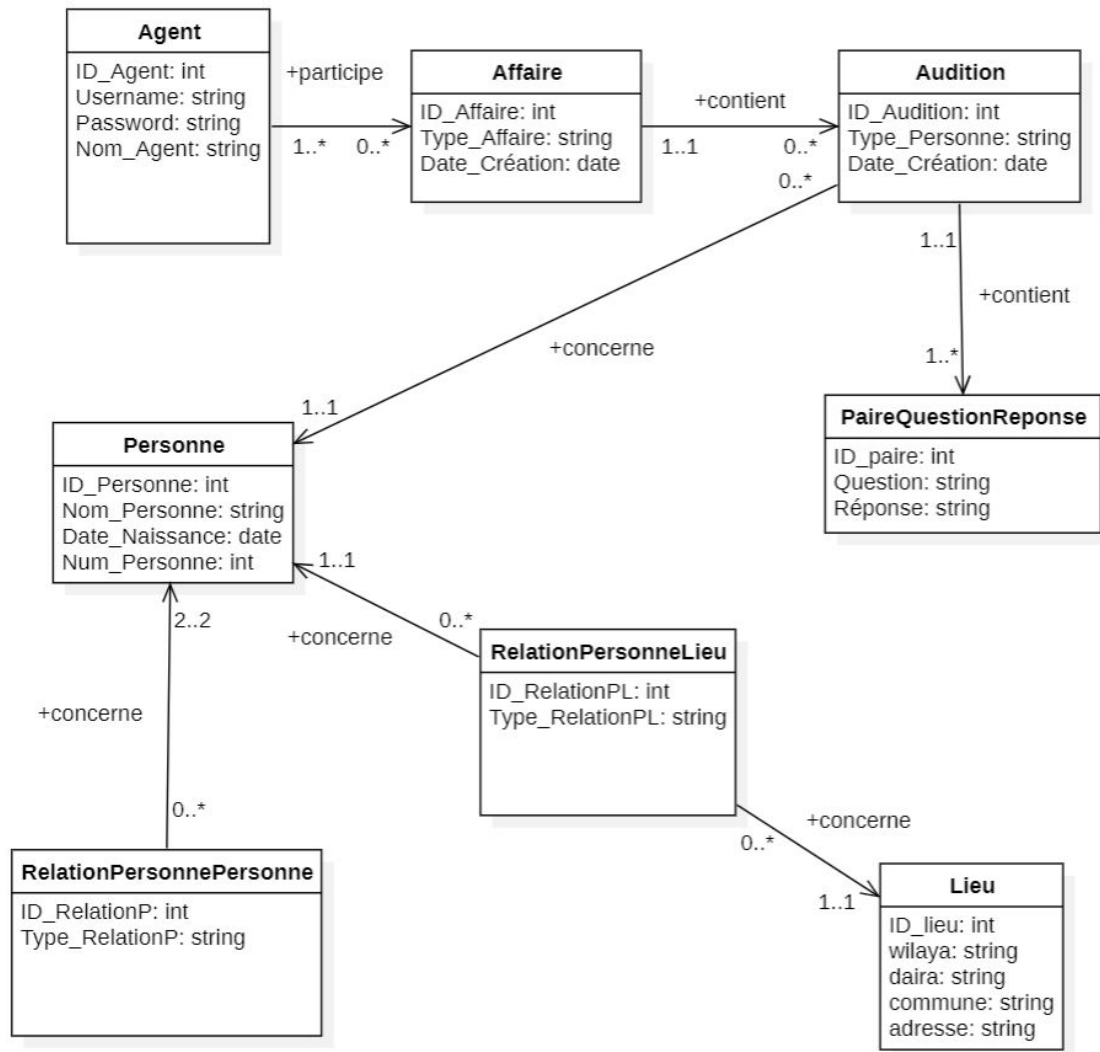 Agent
ID_Agent: int
Username: string
Password: string
Nom_Agent: string
+participe
1..*
0..*
Affaire
ID_Affaire: int
Type_Affaire: string
Date_Création: date
+contient
1..1
0..*
Audition
ID_Audition: int
Type_Personne: string
Date_Création: date
0..*
+concerne
1..1
1..1
+contient
1..*
PaireQuestionReponse
ID_paire: int
Question: string
Réponse: string
Personne
ID_Personne: int
Nom_Personne: string
Date_Naissance: date
Num_Personne: int
1..1
+concerne
0..*
2..2
+concerne
0..*
RelationPersonneLieu
ID_RelationPL: int
Type_RelationPL: string
0..*
+concerne
1..1
RelationPersonnePersonne
ID_RelationP: int
Type_RelationP: string
Lieu
ID_lieu: int
wilaya: string
daira: string
commune: string
adresse: string